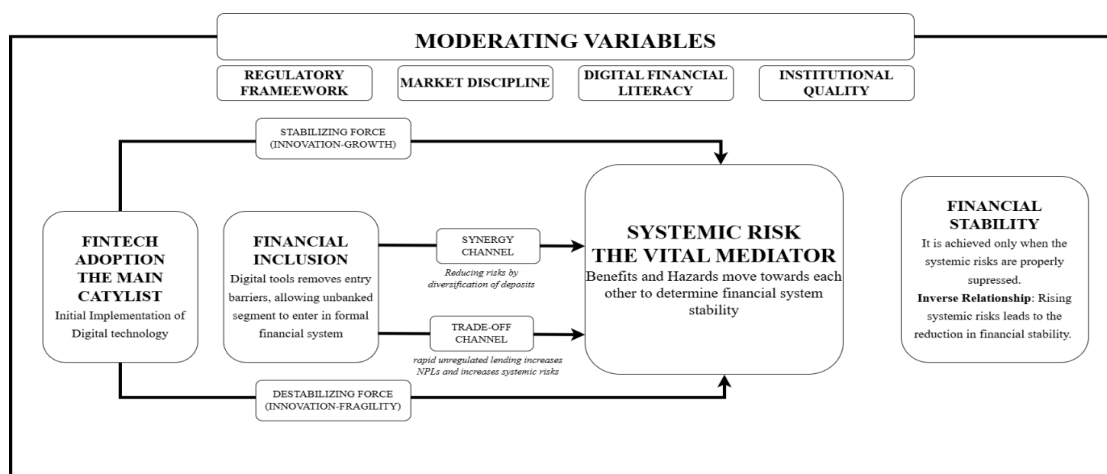 MODERATING VARIABLES
REGULATORY
FRAMEEWORK
MARKET DISCIPLINE
DIGITAL FINANCIAL
LITERACY
INSTITUTIONAL
QUALITY
STABILIZING FORCE
(INNOVATION-GROWTH)
FINTECH
ADOPTION
THE MAIN
CATYLIST
Initial Implementation of
Digital technology
FINANCIAL
INCLUSION
Digital tools removes entry
barriers, allowing unbanked
segment to enter in formal
financial system
SYNERGY
CHANNEL
Reducing risks by
diversification of deposits
TRADE-OFF
CHANNEL
rapid unregulated lending increases
NPLs and increases systemic risks
SYSTEMIC RISK
THE VITAL MEDIATOR
Benefits and Hazards move towards each
other to determine financial system
stability
FINANCIAL
STABILITY
It is achieved only when the
systemic risks are properly
supressed.
Inverse Relationship: Rising
systemic risks leads to the
reduction in financial stability.
DESTABILIZING FORCE
(INNOVATION-FRAGILITY)